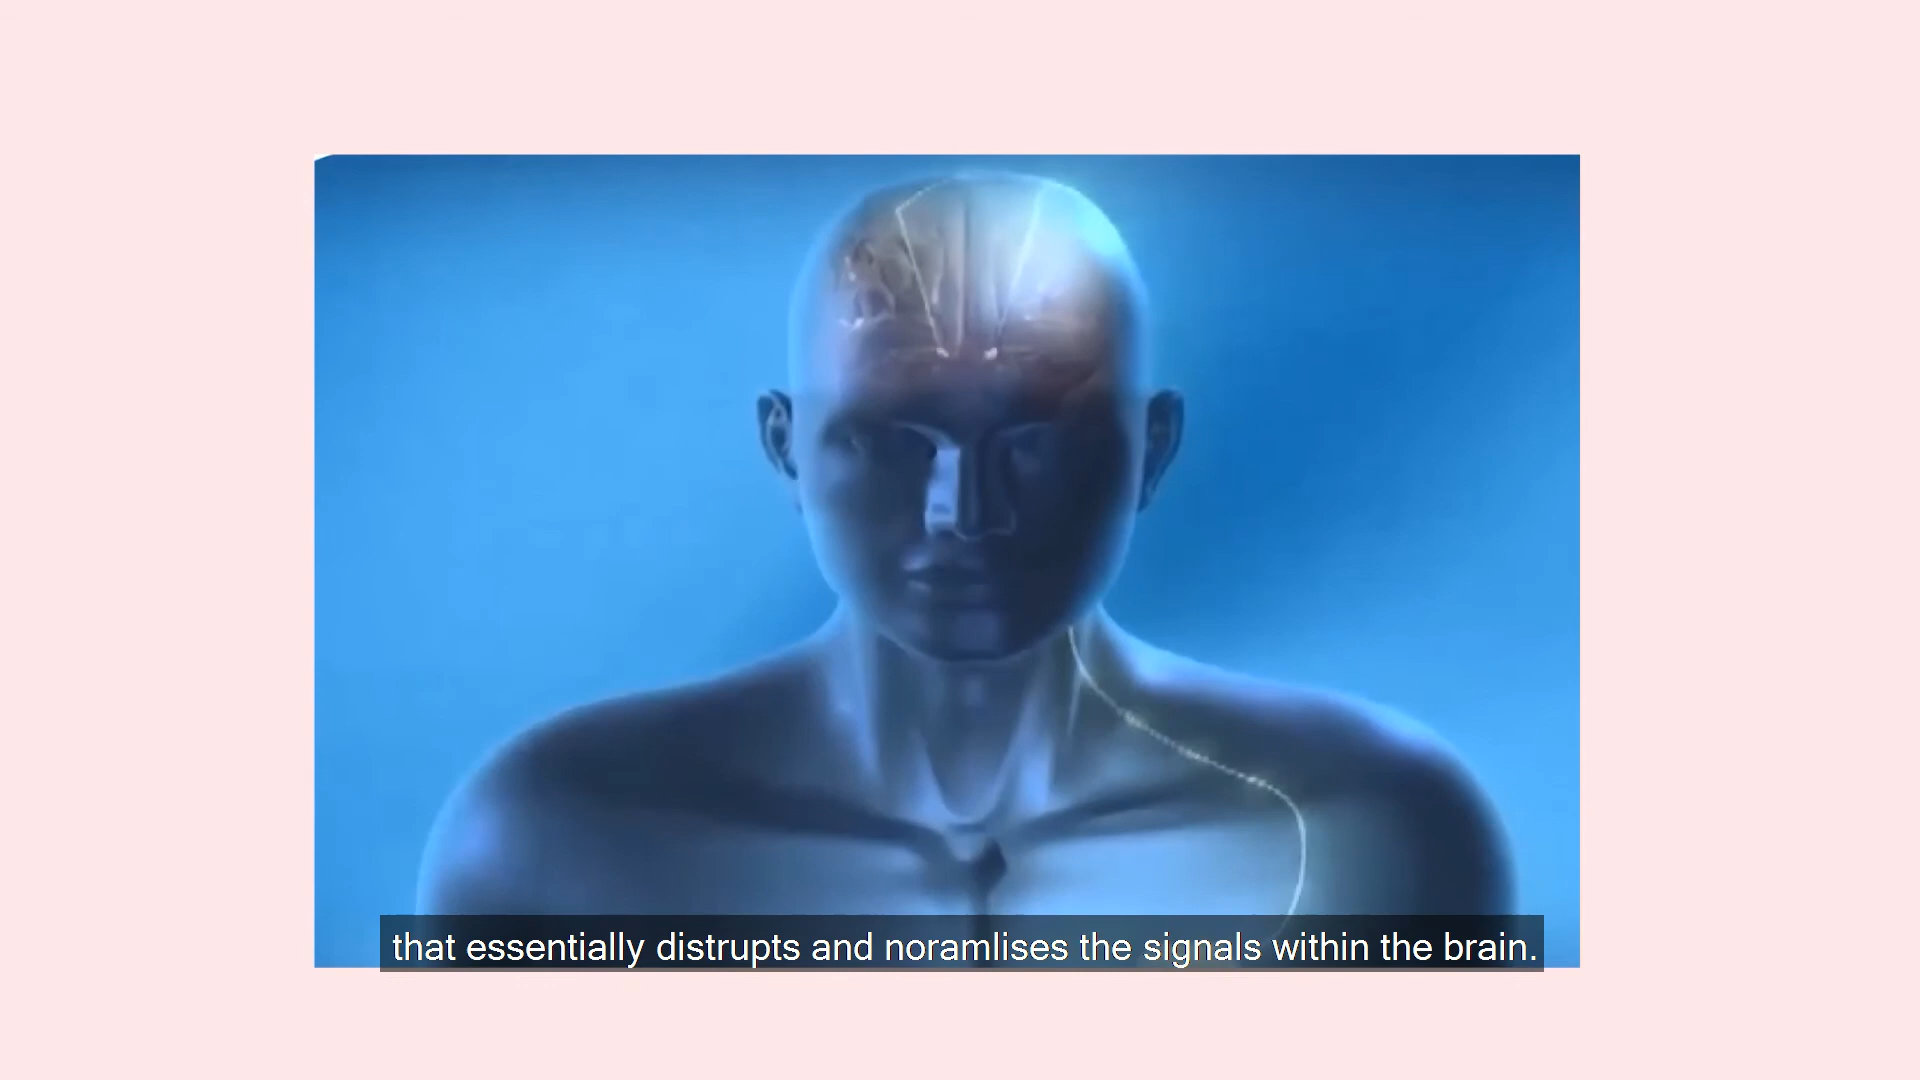 that essentially distrupts and noramlises the signals within the brain.